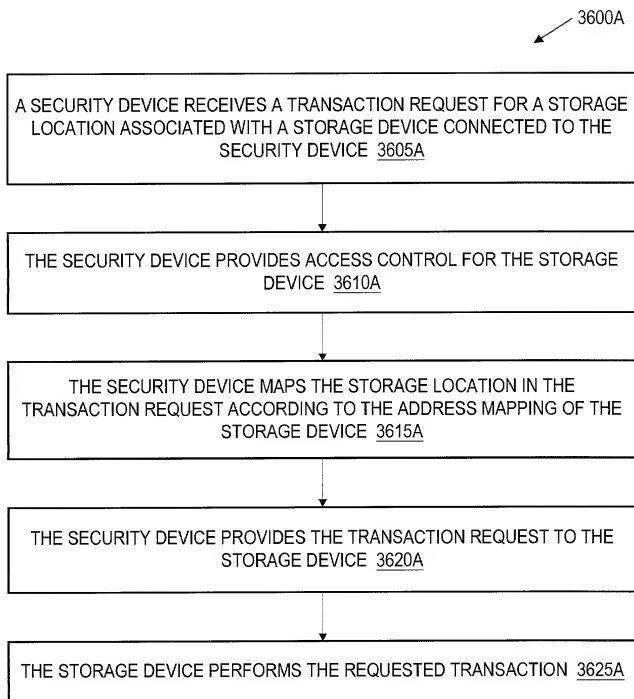 3600A
A SECURITY DEVICE RECEIVES A TRANSACTION REQUEST FOR A STORAGE
LOCATION ASSOCIATED WITH A STORAGE DEVICE CONNECTED TO THE
SECURITY DEVICE 3605A
THE SECURITY DEVICE PROVIDES ACCESS CONTROL FOR THE STORAGE
DEVICE 3610A
THE SECURITY DEVICE MAPS THE STORAGE LOCATION IN THE
TRANSACTION REQUEST ACCORDING TO THE ADDRESS MAPPING OF THE
STORAGE DEVICE 3615A
THE SECURITY DEVICE PROVIDES THE TRANSACTION REQUEST TO THE
STORAGE DEVICE 3620A
THE STORAGE DEVICE PERFORMS THE REQUESTED TRANSACTION 3625A